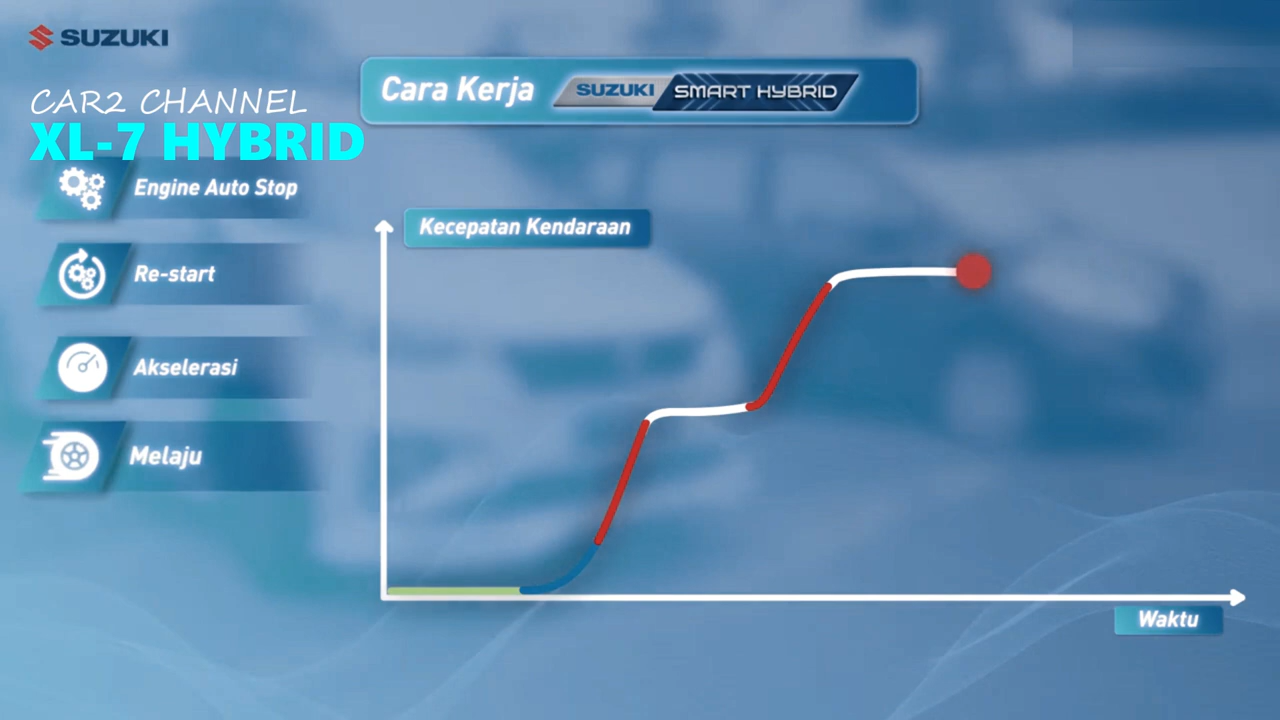 SUZUKI
CAR2 CHANNEL
XL-7 HYBRID
Cara Kerja SUZUKI SMART HYBRID
Engine Auto Stop
Re-start
Akselerasi
Melaju
Kecepatan Kendaraan
Waktu